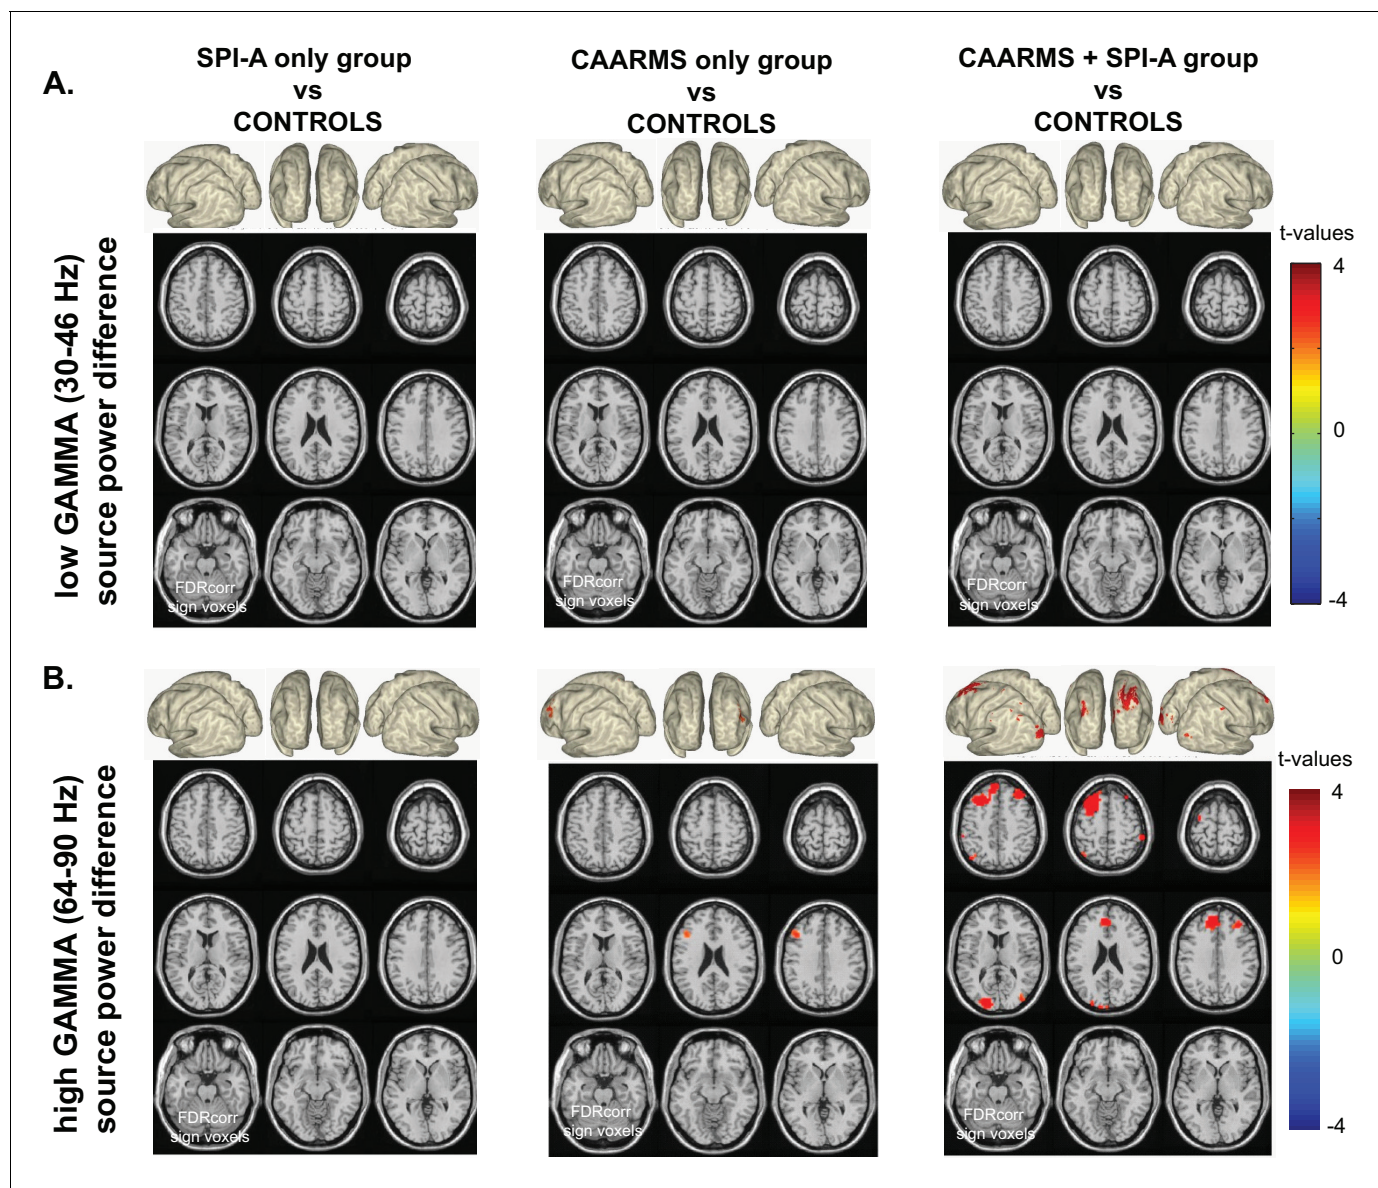 A.
SPI-A only group
vs
CONTROLS
CAARMS only group
vs
CONTROLS
CAARMS + SPI-A group
vs
CONTROLS
low GAMMA (30-46 Hz)
source power difference
FDRcorr
sign voxels
FDRcorr
sign voxels
FDRcorr
sign voxels
t-values
4
0
-4
B.
high GAMMA (64-90 Hz)
source power difference
FDRcorr
sign voxels
FDRcorr
sign voxels
FDRcorr
sign voxels
t-values
4
0
-4